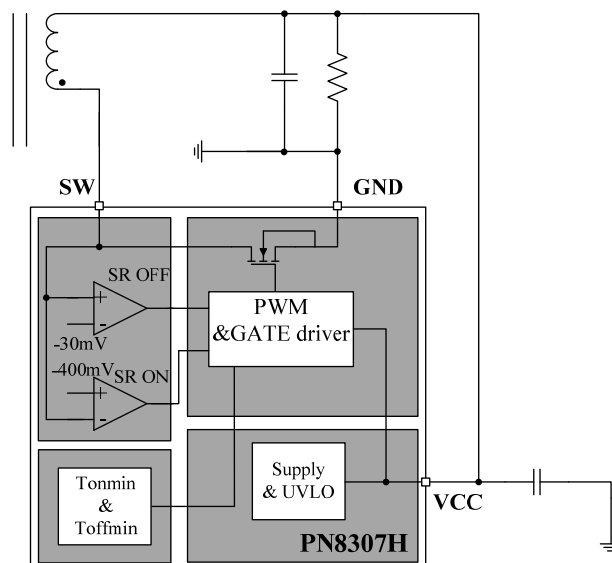 SW
GND
SR OFF
+
-
-30mV
-400mV
SR ON
+
-
PWM
&GATE driver
Tonmin
&
Toffmin
Supply
& UVLO
VCC
PN8307H